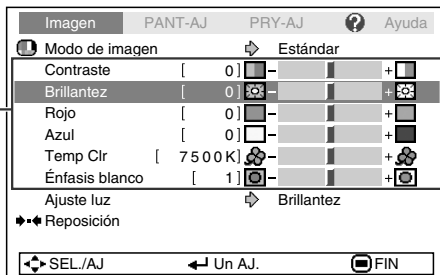 Imagen PANT-AJ PRY-AJ ? Ayuda
Modo de imagen Estándar
Contraste [ 0] - +
Brillantez [ 0] - +
Rojo [ 0] - +
Azul [ 0] - +
Temp Clr [ 7500K] - +
Énfasis blanco [ 1] - +
Ajuste luz Brillantez
Reposición
SEL./AJ Un AJ. FIN